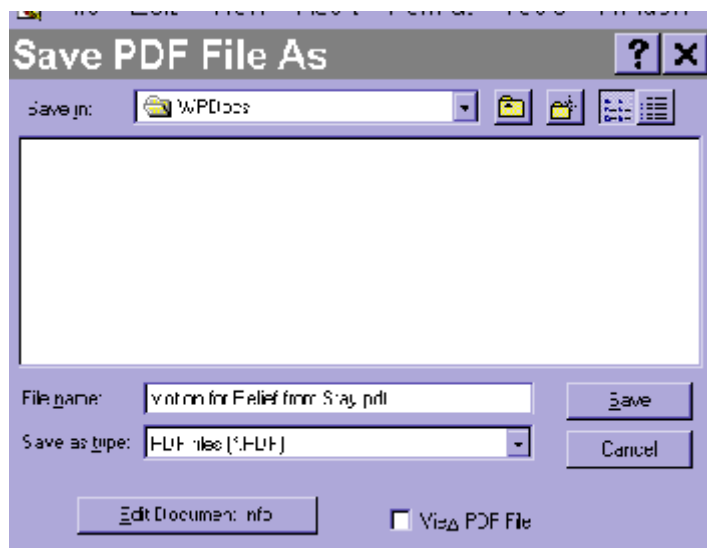 Save PDF File As
Save in: WPDocs
File name: Motion for Relief from Stay.pdf
Save
Save as type: PDF files (*.PDF)
Cancel
Edit Document Info
View PDF File